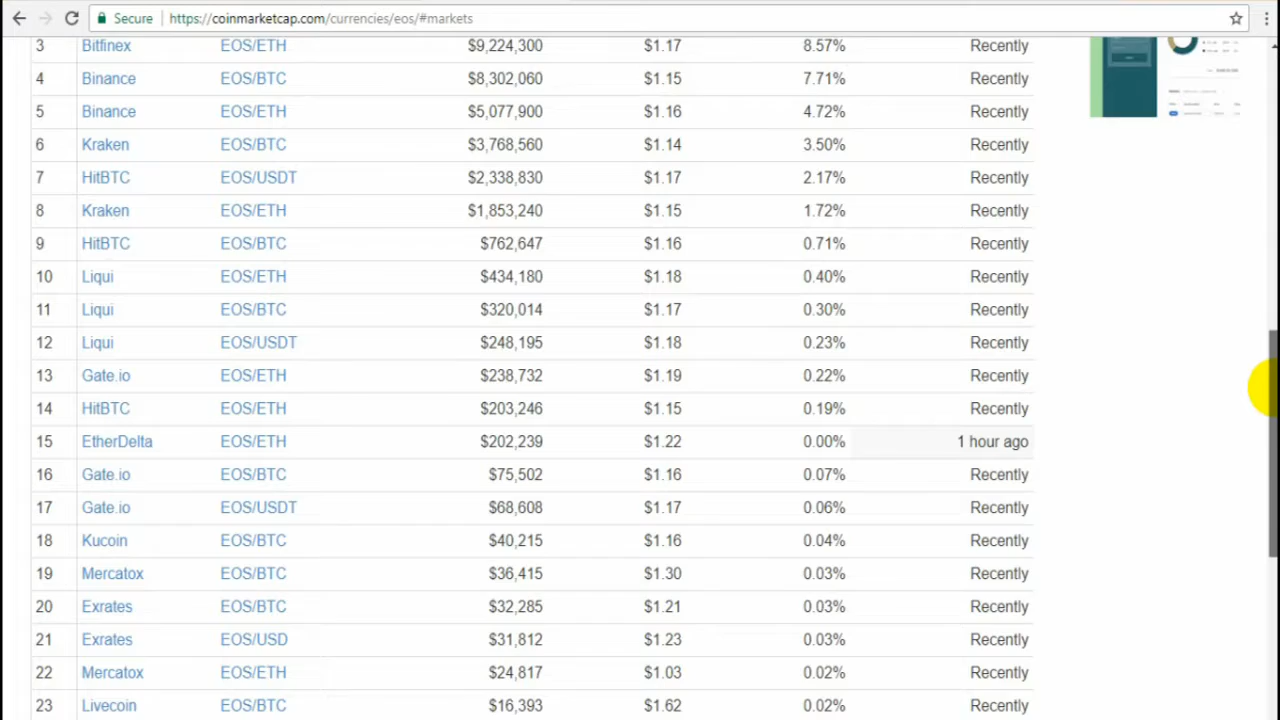 Secure https://coinmarketcap.com/currencies/eos/#markets
3 Bitfinex EOS/ETH $9,224,300 $1.17 8.57% Recently
4 Binance EOS/BTC $8,302,000 $1.15 7.71% Recently
5 Binance EOS/ETH $5,077,900 $1.16 4.72% Recently
6 Kraken EOS/BTC $3,768,560 $1.14 3.50% Recently
7 HitBTC EOS/USDT $2,338,830 $1.17 2.17% Recently
8 Kraken EOS/ETH $1,853,240 $1.15 1.72% Recently
9 HitBTC EOS/BTC $762,647 $1.16 0.71% Recently
10 Liqui EOS/ETH $434,180 $1.18 0.40% Recently
11 Liqui EOS/BTC $320,014 $1.17 0.30% Recently
12 Liqui EOS/USDT $248,195 $1.18 0.23% Recently
13 Gate.io EOS/ETH $238,732 $1.19 0.22% Recently
14 HitBTC EOS/ETH $203,246 $1.15 0.19% Recently
15 EtherDelta EOS/ETH $202,239 $1.22 0.00% 1 hour ago
16 Gate.io EOS/BTC $75,502 $1.16 0.07% Recently
17 Gate.io EOS/USDT $68,608 $1.17 0.06% Recently
18 Kucoin EOS/BTC $40,215 $1.16 0.04% Recently
19 Mercatox EOS/BTC $36,415 $1.30 0.03% Recently
20 Exrates EOS/BTC $32,285 $1.21 0.03% Recently
21 Exrates EOS/USD $31,812 $1.23 0.03% Recently
22 Mercatox EOS/ETH $24,817 $1.03 0.02% Recently
23 Livecoin EOS/BTC $16,393 $1.62 0.02% Recently